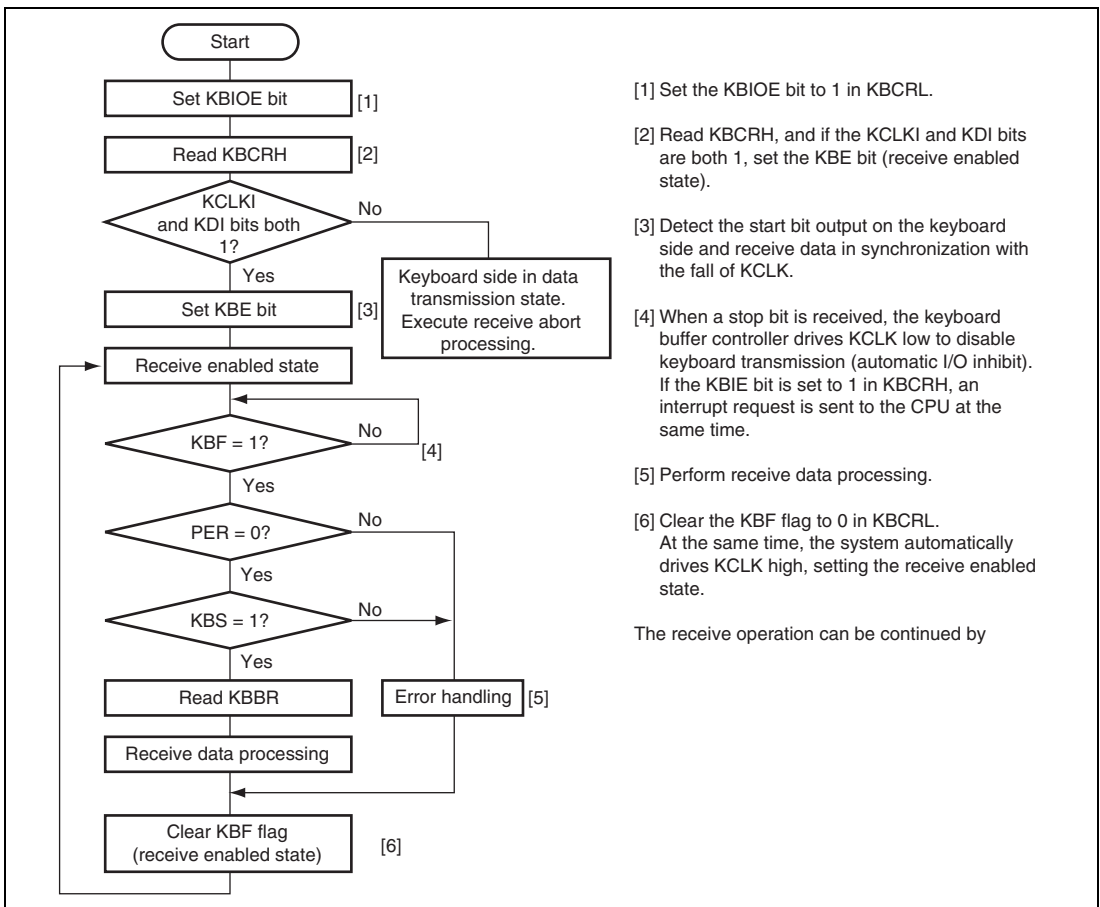 Start
Set KBIOE bit
[1]
Read KBCRH
[2]
KCLKI
and KDI bits both
1?
No
Yes
Keyboard side in data
transmission state.
Execute receive abort
processing.
Set KBE bit
[3]
Receive enabled state
KBF = 1?
No
[4]
Yes
PER = 0?
No
Yes
KBS = 1?
No
Yes
Read KBBR
Error handling
[5]
Receive data processing
Clear KBF flag
(receive enabled state)
[6]
[1] Set the KBIOE bit to 1 in KBCRL.
[2] Read KBCRH, and if the KCLKI and KDI bits
are both 1, set the KBE bit (receive enabled
state).
[3] Detect the start bit output on the keyboard
side and receive data in synchronization with
the fall of KCLK.
[4] When a stop bit is received, the keyboard
buffer controller drives KCLK low to disable
keyboard transmission (automatic I/O inhibit).
If the KBIE bit is set to 1 in KBCRH, an
interrupt request is sent to the CPU at the
same time.
[5] Perform receive data processing.
[6] Clear the KBF flag to 0 in KBCRL.
At the same time, the system automatically
drives KCLK high, setting the receive enabled
state.
The receive operation can be continued by